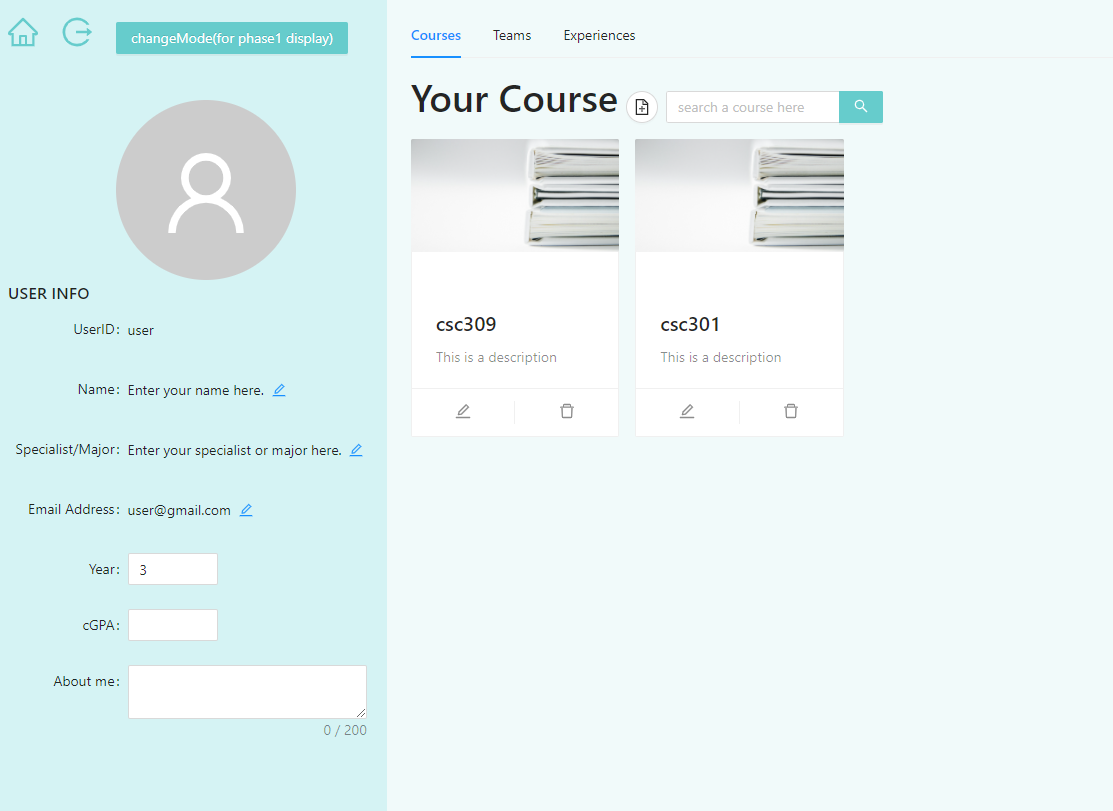 changeMode(for phase1 display)
USER INFO
UserID: user
Name: Enter your name here.
Specialist/Major: Enter your specialist or major here.
Email Address: user@gmail.com
Year: 3
cGPA:
About me:
0 / 200
Courses Teams Experiences
Your Course
search a course here
csc309
This is a description
csc301
This is a description